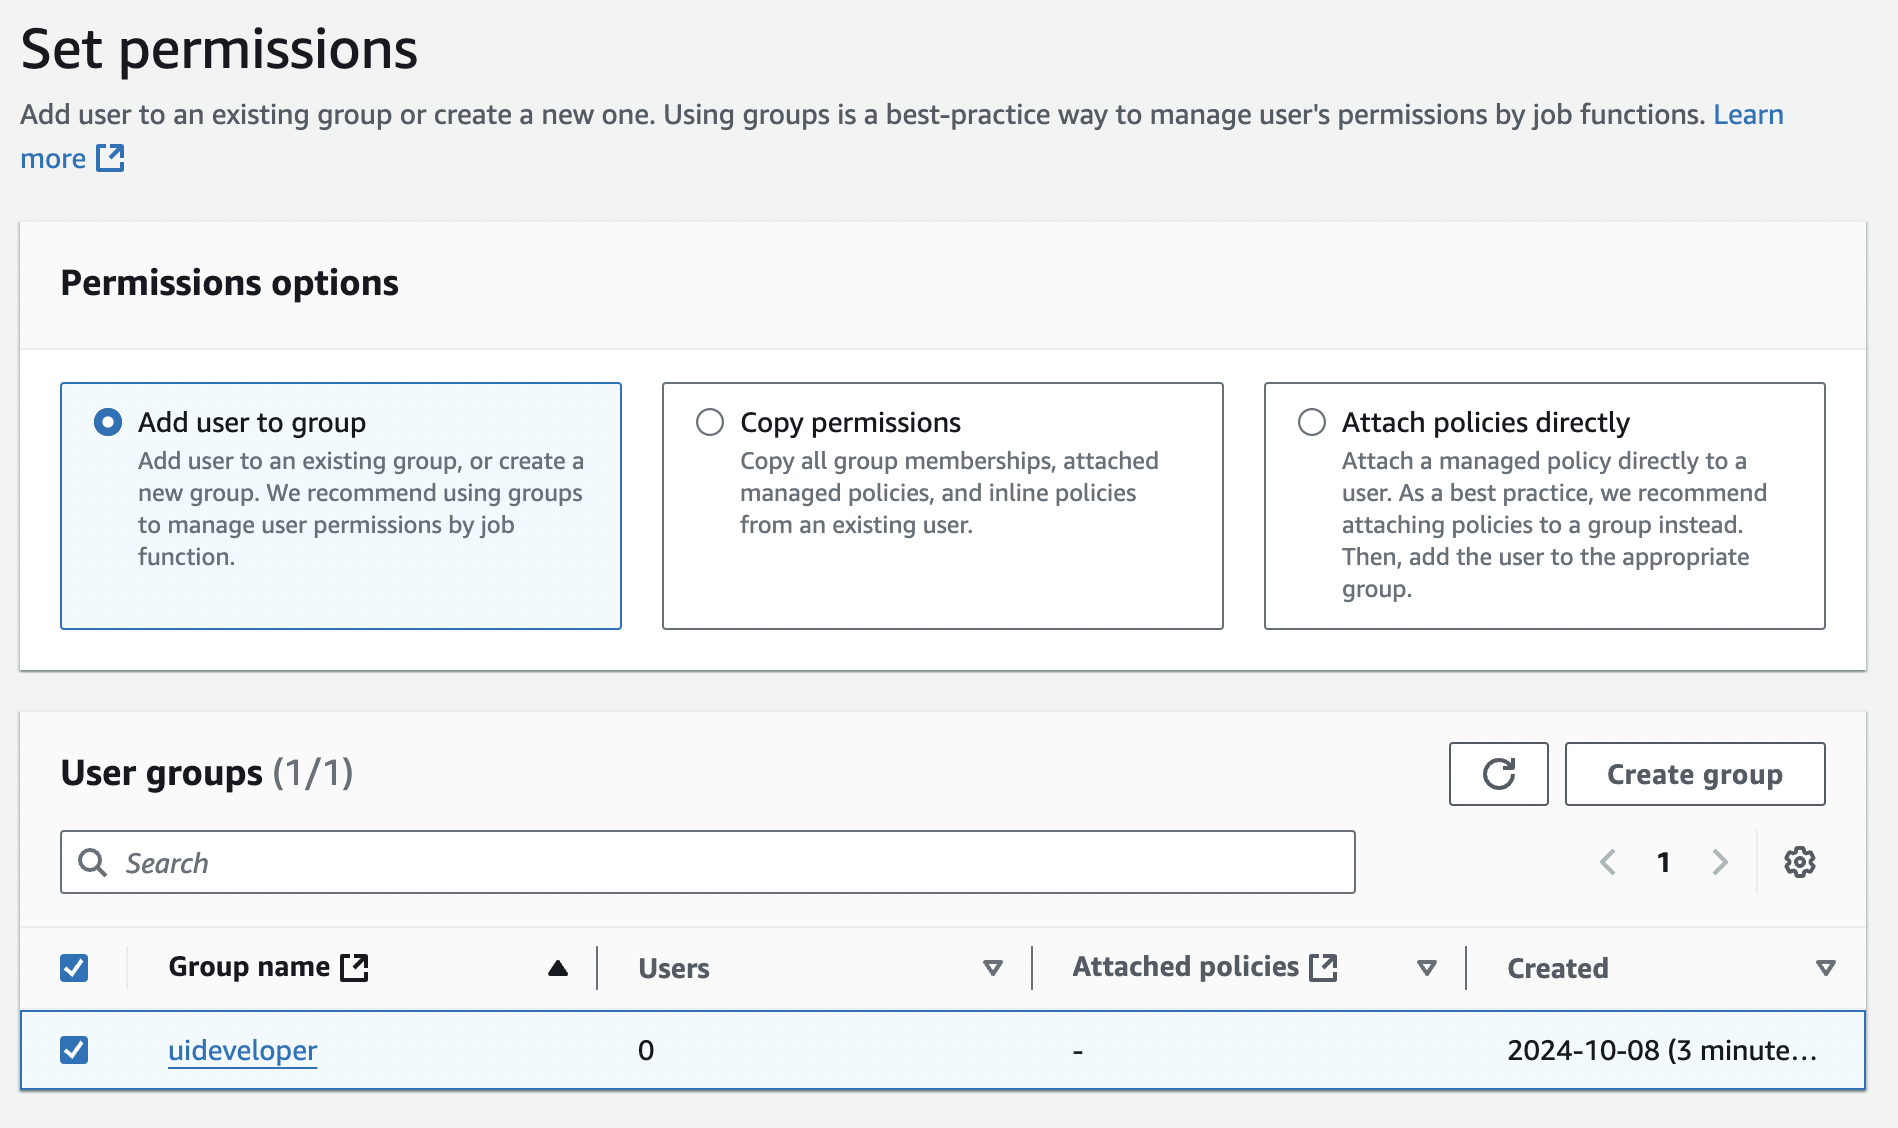 Set permissions
Add user to an existing group or create a new one. Using groups is a best-practice way to manage user's permissions by job functions. Learn
more
Permissions options
Add user to group
Add user to an existing group, or create a
new group. We recommend using groups
to manage user permissions by job
function.
Copy permissions
Copy all group memberships, attached
managed policies, and inline policies
from an existing user.
Attach policies directly
Attach a managed policy directly to a
user. As a best practice, we recommend
attaching policies to a group instead.
Then, add the user to the appropriate
group.
User groups (1/1)
Create group
Search
1
Group name
Users
Attached policies
Created
uideveloper
0
-
2024-10-08 (3 minute…